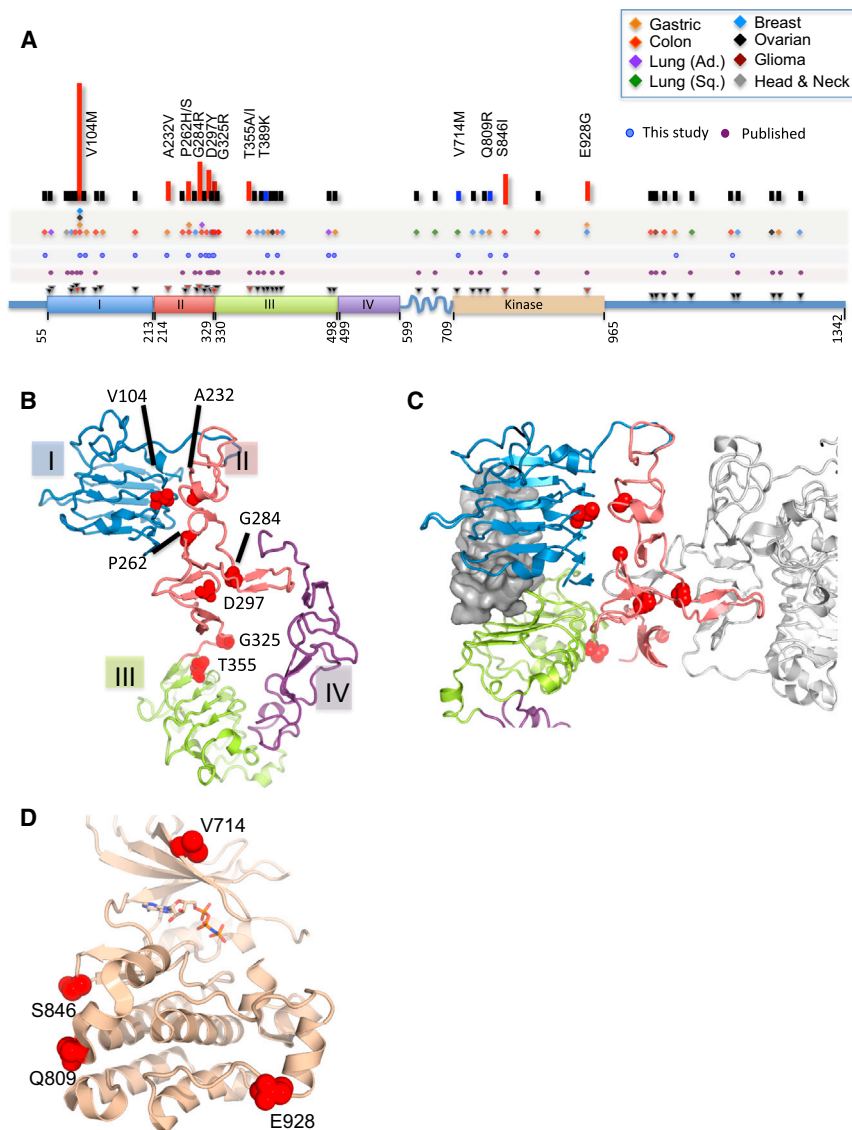 A
Gastric
Colon
Lung (Ad.)
Lung (Sq.)
Breast
Ovarian
Glioma
Head & Neck
This study
Published
V104M
A232V
P262H/S
G284R
D297Y
G325R
T355A/I
T389K
V714M
Q809R
S846I
E928G
I
II
III
IV
Kinase
55
213
214
329
330
498
499
599
709
965
1342
B
V104
A232
I
II
G284
P262
D297
G325
T355
III
IV
C
D
V714
S846
Q809
E928